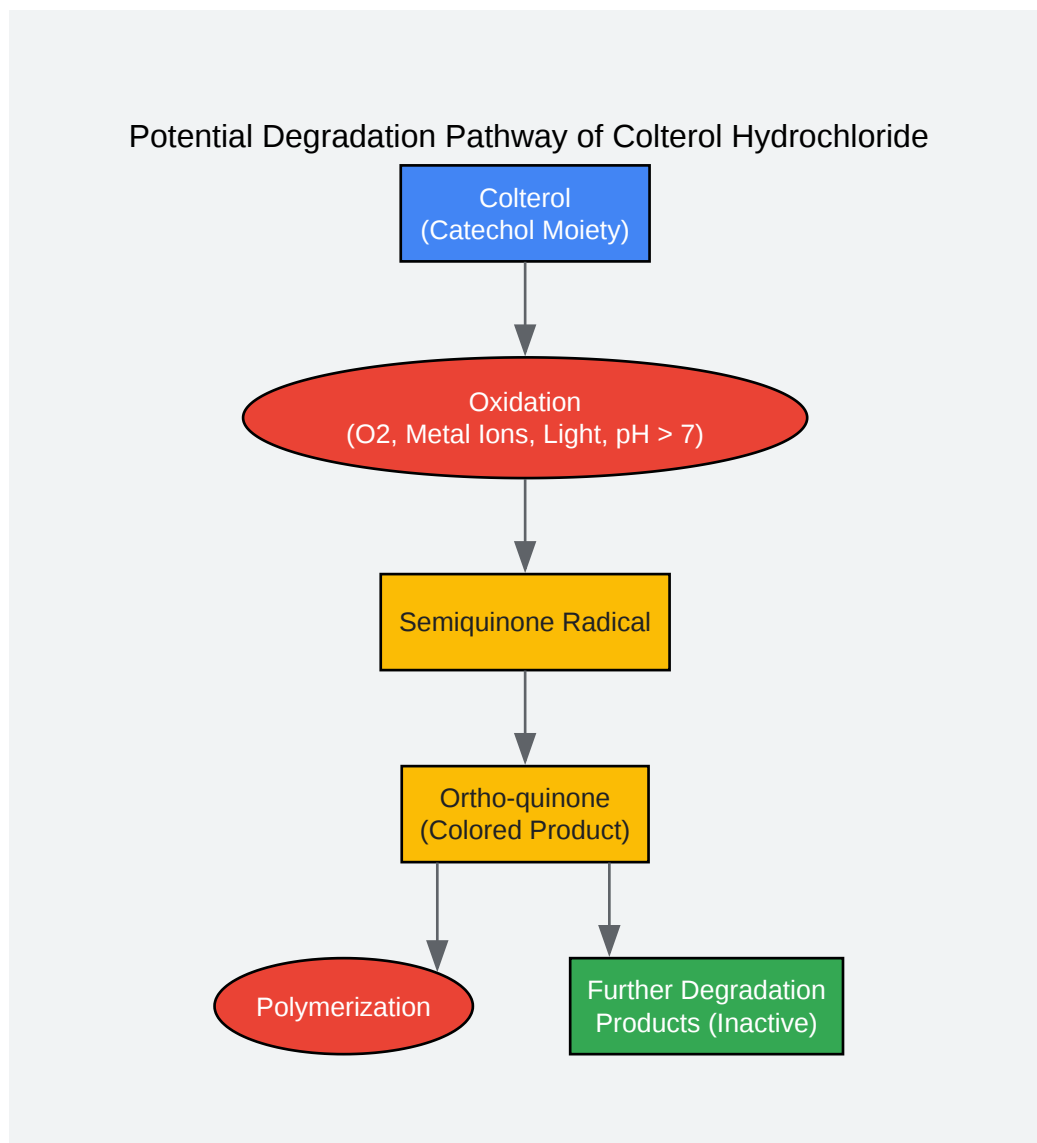 Potential Degradation Pathway of Colterol Hydrochloride
Colterol
(Catechol Moiety)
Oxidation
(O2, Metal Ions, Light, pH > 7)
Semiquinone Radical
Ortho-quinone
(Colored Product)
Polymerization
Further Degradation
Products (Inactive)